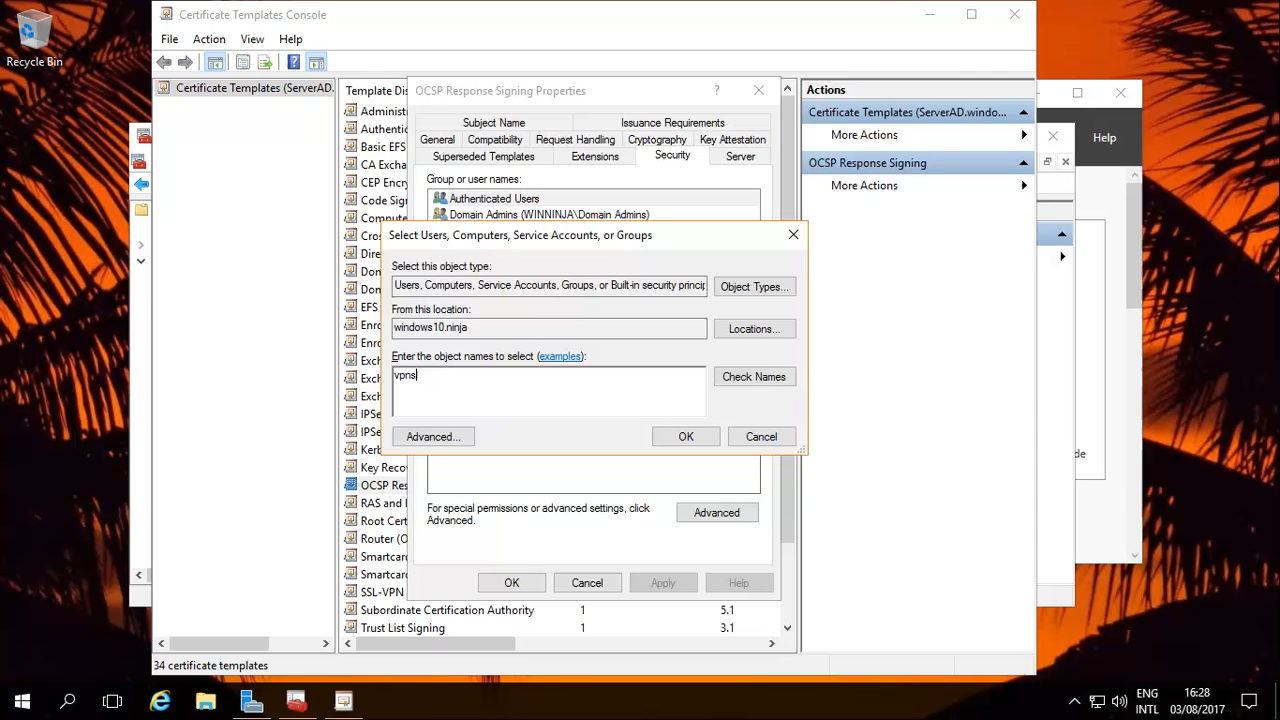 Recycle Bin
Certificate Templates Console
File Action View Help
Certificate Templates (ServerAD.
Template Dis
Administ
Authentic
Basic EFS
CA Excha
CEP Encry
Code Sign
Compute
Cros
Dire
Dom
Dom
EFS
Enro
Enro
Exch
Exch
IPSe
IPSe
Kerb
Key Reco
OCSP Res
RAS and I
Root Cert
Router (O
Smartcar
Smartcar
SSL-VPN
Subordinate Certification Authority 1 5.1
Trust List Signing 1 3.1
34 certificate templates
OCSP Response Signing Properties ?
Subject Name Issuance Requirements
General Compatibility Request Handling Cryptography Key Attestation
Superseded Templates Extensions Security Server
Group or user names:
Authenticated Users
Domain Admins (WINNINJA\Domain Admins)
Select Users, Computers, Service Accounts, or Groups
Select this object type:
Users, Computers, Service Accounts, Groups, or Built-in security princip
Object Types...
From this location:
windows10.ninja
Locations...
Enter the object names to select (examples):
vpns
Check Names
Advanced... OK Cancel
For special permissions or advanced settings, click
Advanced.
Advanced
OK Cancel Apply Help
Actions
Certificate Templates (ServerAD.windo...
More Actions
OCSP Response Signing
More Actions
Help
de
ENG
INTL
16:28
03/08/2017